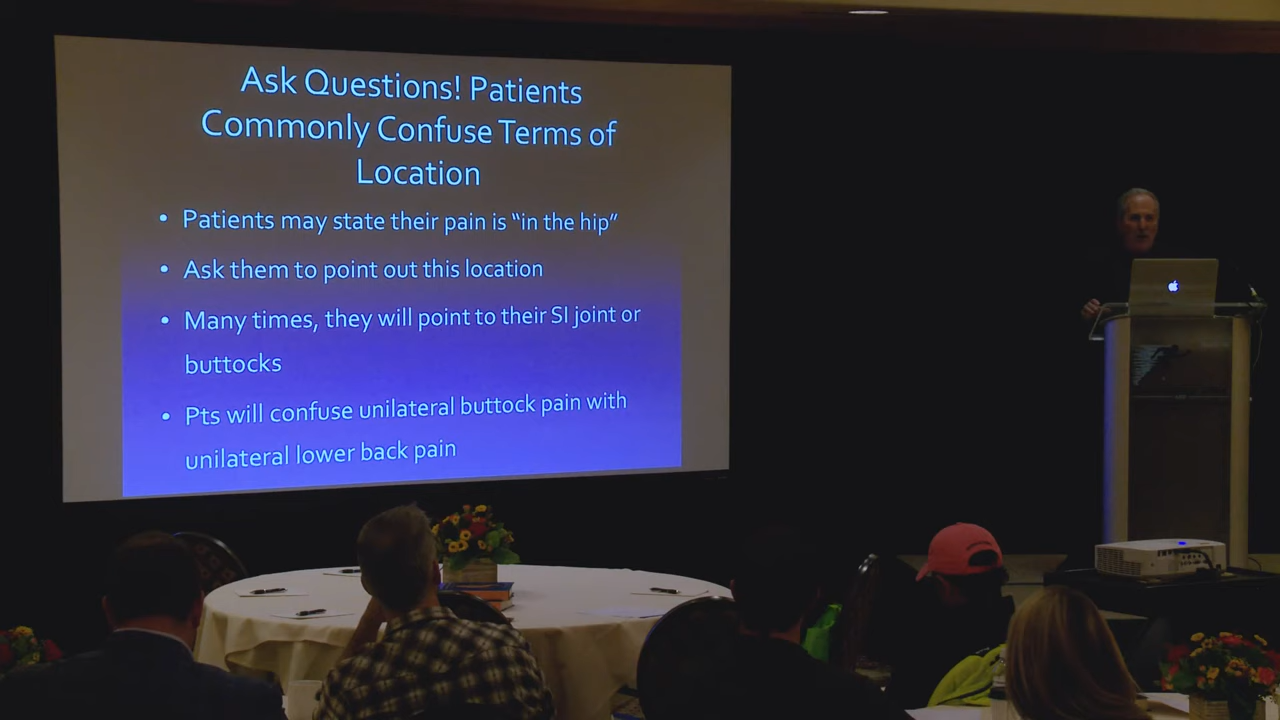 Ask Questions! Patients
Commonly Confuse Terms of
Location
• Patients may state their pain is “in the hip”
• Ask them to point out this location
• Many times, they will point to their SI joint or
buttocks
• Pts will confuse unilateral buttock pain with
unilateral lower back pain